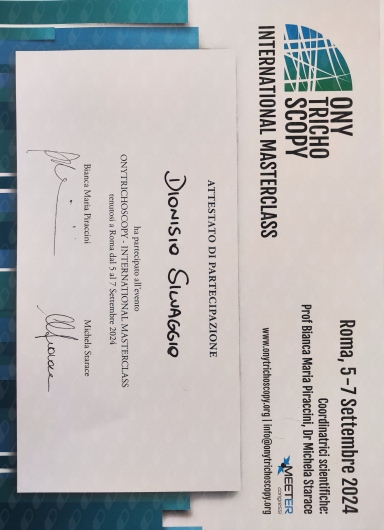 ONY
TRICHO
SCOPY
INTERNATIONAL MASTERCLASS
Roma, 5 - 7 Settembre 2024
Coordinatrici scientifiche:
Prof Bianca Maria Piraccini, Dr Michela Starace
MEETER
congressi
www.onytrichoscopy.org | info@onytrichoscopy.org
ATTESTATO DI PARTECIPAZIONE
DIONISIO SILVAGGIO
ha partecipato all'evento
ONYTRICHOSCOPY - INTERNATIONAL MASTERCLASS
tenutosi a Roma dal 5 al 7 Settembre 2024
Bianca Maria Piraccini
Michela Starace